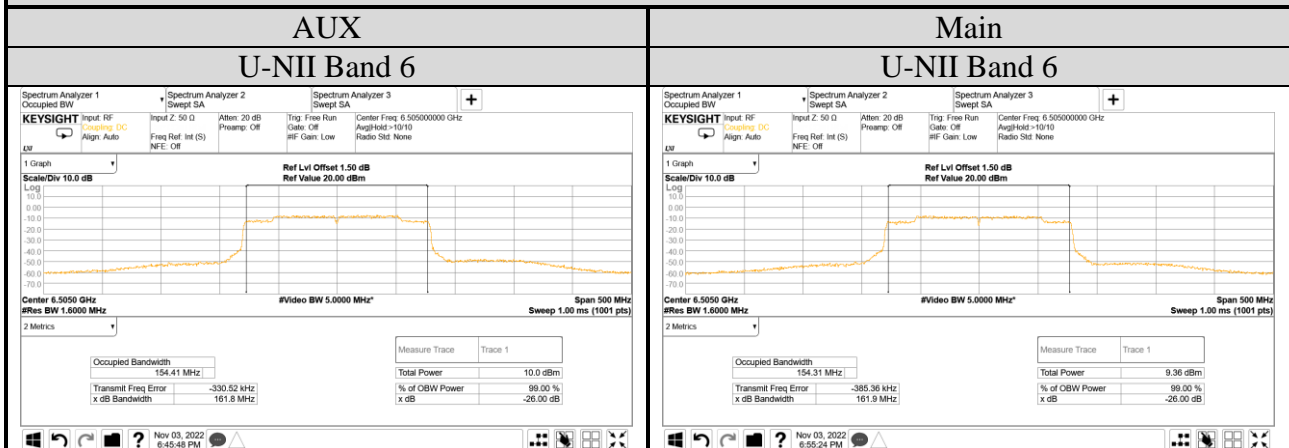 AUX
Main
U-NII Band 6
U-NII Band 6
Spectrum Analyzer 1
Occupied BW
Spectrum Analyzer 2
Swept SA
Spectrum Analyzer 3
Swept SA
+
KEYSIGHT
Input: RF
Coupling: DC
Align: Auto
Input Z: 50 Ω
Freq Ref: Int (S)
NFE: Off
Atten: 20 dB
Preamp: Off
Trig: Free Run
Gate: Off
#IF Gain: Low
Center Freq: 6.505000000 GHz
Avg|Hold:>10/10
Radio Std: None
LXI
1 Graph
Scale/Div 10.0 dB
Ref Lvl Offset 1.50 dB
Ref Value 20.00 dBm
Log
10.0
0.00
-10.0
-20.0
-30.0
-40.0
-50.0
-60.0
-70.0
Center 6.5050 GHz
#Res BW 1.6000 MHz
#Video BW 5.0000 MHz*
Span 500 MHz
Sweep 1.00 ms (1001 pts)
2 Metrics
Measure Trace Trace 1
Occupied Bandwidth
154.41 MHz
Total Power 10.0 dBm
Transmit Freq Error -330.52 kHz
% of OBW Power 99.00 %
x dB Bandwidth 161.8 MHz
x dB -26.00 dB
?
Nov 03, 2022
6:45:48 PM
Spectrum Analyzer 1
Occupied BW
Spectrum Analyzer 2
Swept SA
Spectrum Analyzer 3
Swept SA
+
KEYSIGHT
Input: RF
Coupling: DC
Align: Auto
Input Z: 50 Ω
Freq Ref: Int (S)
NFE: Off
Atten: 20 dB
Preamp: Off
Trig: Free Run
Gate: Off
#IF Gain: Low
Center Freq: 6.505000000 GHz
Avg|Hold:>10/10
Radio Std: None
LXI
1 Graph
Scale/Div 10.0 dB
Ref Lvl Offset 1.50 dB
Ref Value 20.00 dBm
Log
10.0
0.00
-10.0
-20.0
-30.0
-40.0
-50.0
-60.0
-70.0
Center 6.5050 GHz
#Res BW 1.6000 MHz
#Video BW 5.0000 MHz*
Span 500 MHz
Sweep 1.00 ms (1001 pts)
2 Metrics
Measure Trace Trace 1
Occupied Bandwidth
154.31 MHz
Total Power 9.36 dBm
Transmit Freq Error -385.36 kHz
% of OBW Power 99.00 %
x dB Bandwidth 161.9 MHz
x dB -26.00 dB
?
Nov 03, 2022
6:55:24 PM